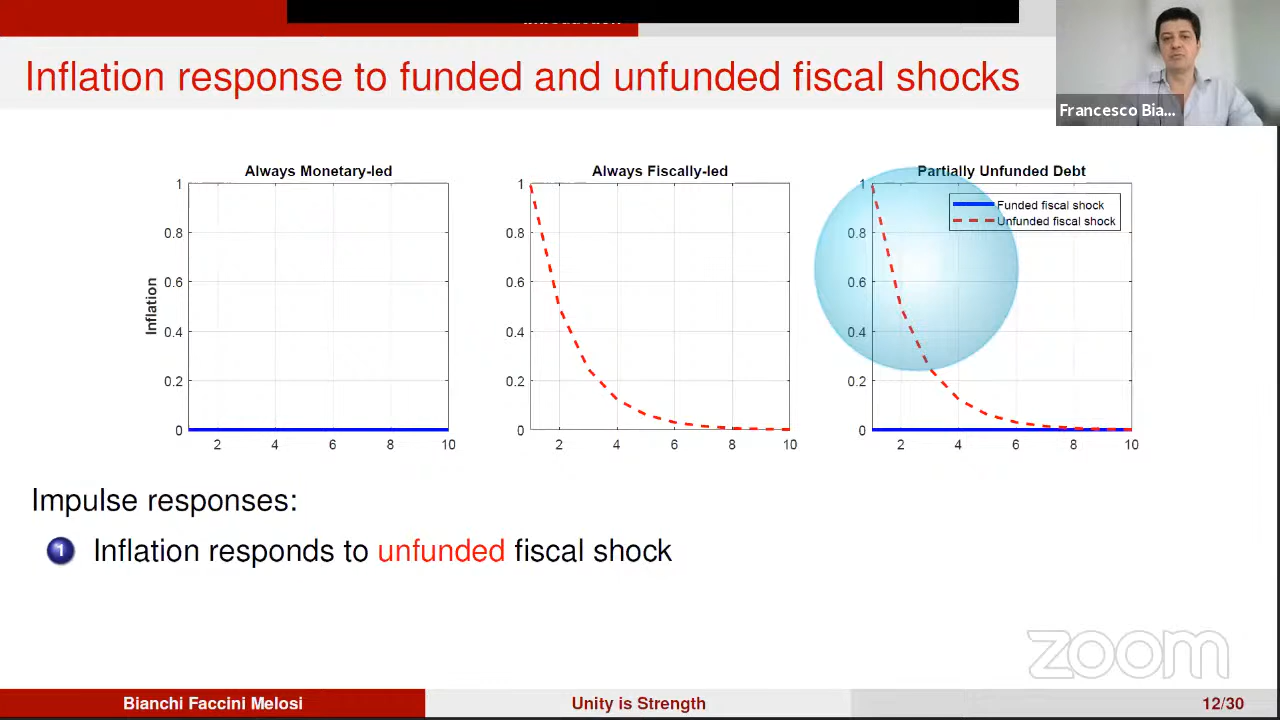 Inflation response to funded and unfunded fiscal shocks
Francesco Bia...
Always Monetary-led
Always Fiscally-led
Partially Unfunded Debt
Inflation
1
0.8
0.6
0.4
0.2
0
2
4
6
8
10
1
0.8
0.6
0.4
0.2
0
2
4
6
8
10
1
0.8
0.6
0.4
0.2
0
2
4
6
8
10
Funded fiscal shock
Unfunded fiscal shock
Impulse responses:
1 Inflation responds to unfunded fiscal shock
zoom
Bianchi Faccini Melosi
Unity is Strength
12/30